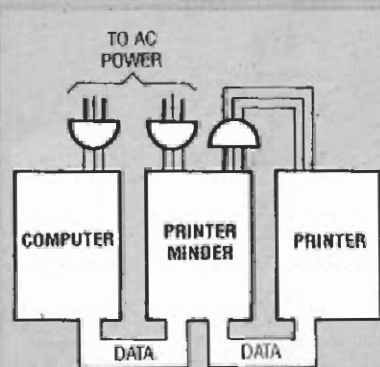 TO AC
POWER
COMPUTER
PRINTER
MINDER
PRINTER
DATA
DATA